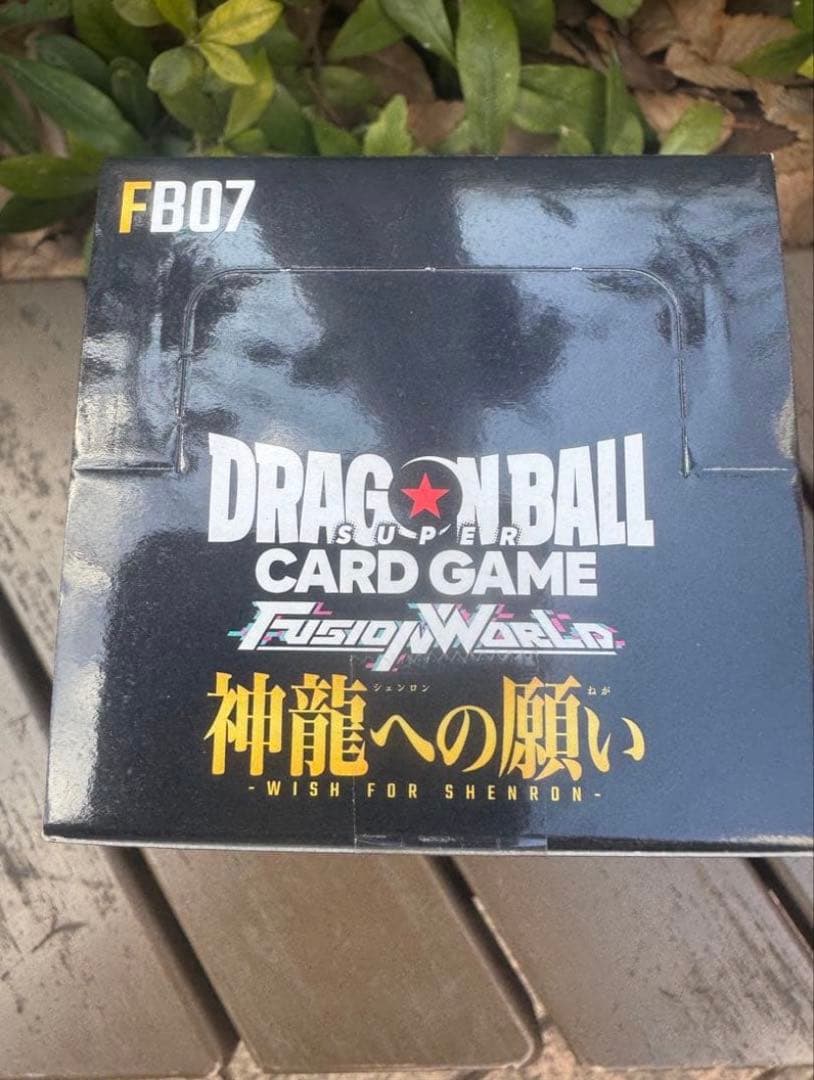 FB07
DRAGON BALL
SUPER
CARD GAME
FUSION WORLD
シェンロン ねが
神龍への願い
-WISH FOR SHENRON-